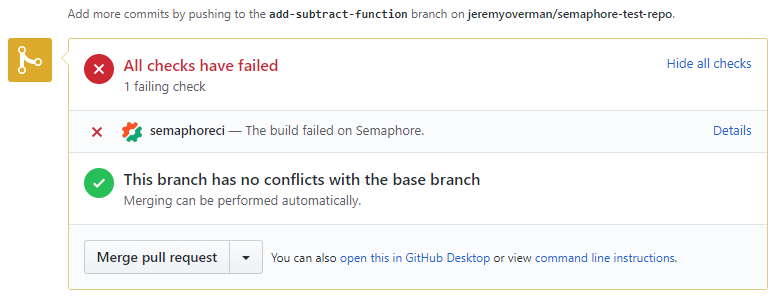 Add more commits by pushing to the add-subtract-function branch on jeremyoverman/semaphore-test-repo.
All checks have failed
Hide all checks
1 failing check
semaphoreci — The build failed on Semaphore.
Details
This branch has no conflicts with the base branch
Merging can be performed automatically.
Merge pull request
You can also open this in GitHub Desktop or view command line instructions.